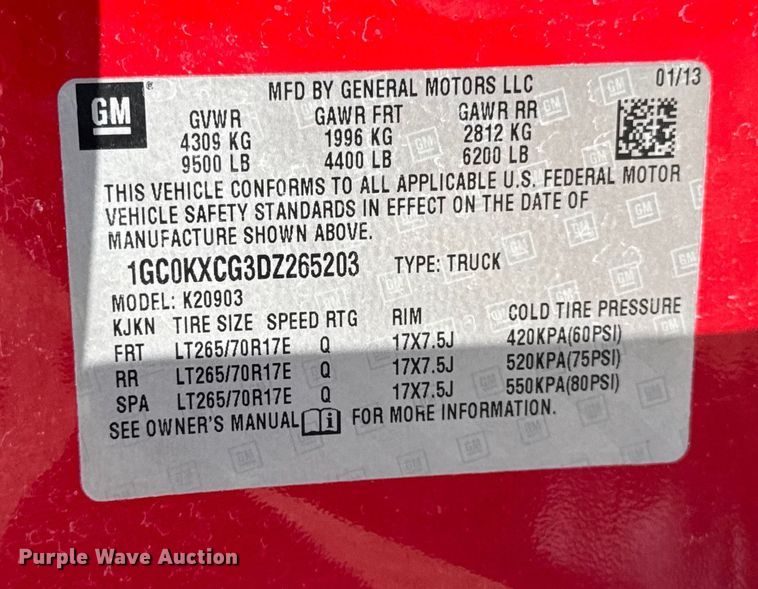 GM
MFD BY GENERAL MOTORS LLC
01/13
GVWR GAWR FRT GAWR RR
4309 KG 1996 KG 2812 KG
9500 LB 4400 LB 6200 LB
THIS VEHICLE CONFORMS TO ALL APPLICABLE U.S. FEDERAL MOTOR
VEHICLE SAFETY STANDARDS IN EFFECT ON THE DATE OF
MANUFACTURE SHOWN ABOVE.
1GC0KXCG3DZ265203 TYPE: TRUCK
MODEL: K20903
KJKN TIRE SIZE SPEED RTG RIM COLD TIRE PRESSURE
FRT LT265/70R17E Q 17X7.5J 420KPA(60PSI)
RR LT265/70R17E Q 17X7.5J 520KPA(75PSI)
SPA LT265/70R17E Q 17X7.5J 550KPA(80PSI)
SEE OWNER'S MANUAL i FOR MORE INFORMATION.
Purple Wave Auction